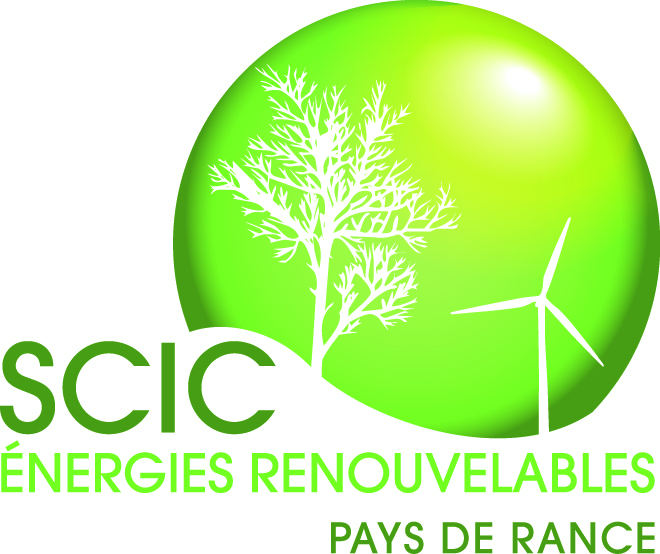 SCIC
ÉNERGIES RENOUVELABLES
PAYS DE RANCE